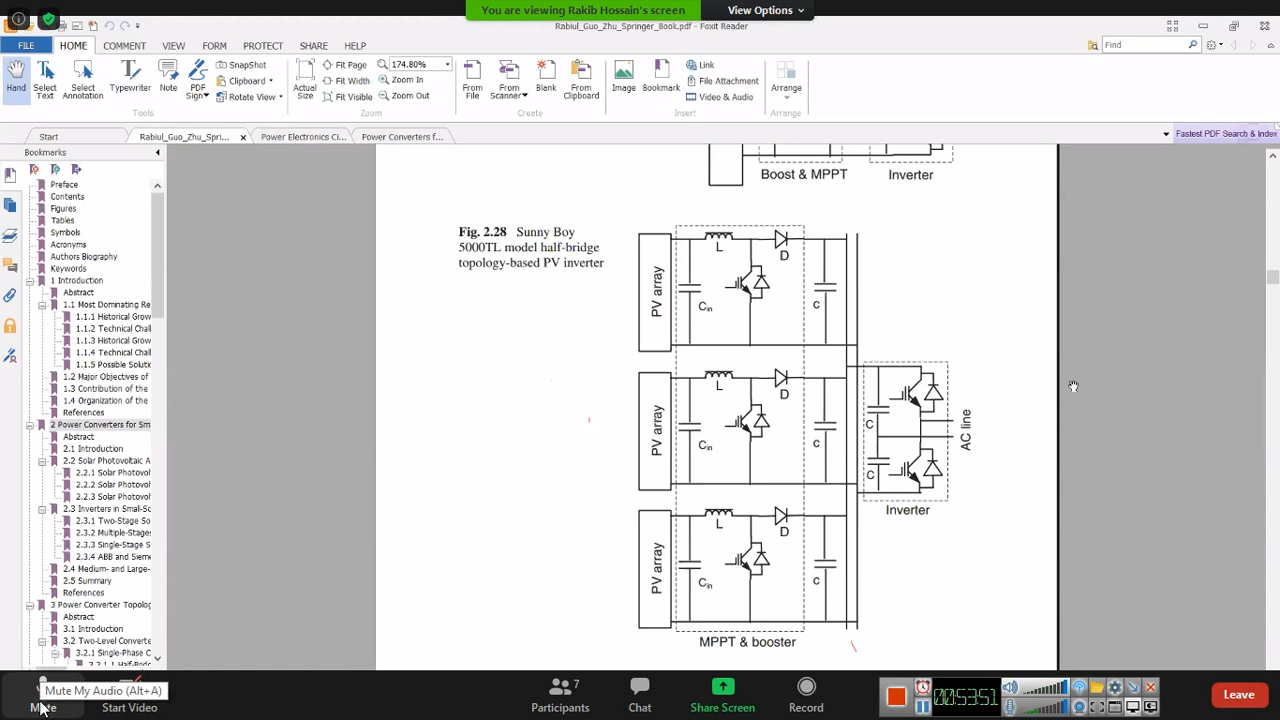 You are viewing Rakib Hossain's screen
View Options
Rabiul_Guo_Zhu_Springer_Book.pdf - Foxit Reader
FILE HOME COMMENT VIEW FORM PROTECT SHARE HELP
Find
Hand
Select Text
Select Annotation
SnapShot
Clipboard
Rotate View
Typewriter
Note
PDF Sign
Tools
Actual Size
Fit Page
Fit Width
Fit Visible
174.80%
Zoom In
Zoom Out
Zoom
From File
From Scanner
Blank
From Clipboard
Create
Image
Bookmark
Link
File Attachment
Video & Audio
Insert
Arrange
Start
Rabiul_Guo_Zhu_Spri...
Power Electronics Ci...
Power Converters f...
Fastest PDF Search & Index
Bookmarks
Preface
Contents
Figures
Tables
Symbols
Acronyms
Authors Biography
Keywords
1 Introduction
Abstract
1.1 Most Dominating Re
1.1.1 Historical Grow
1.1.2 Technical Chall
1.1.3 Historical Grow
1.1.4 Technical Chall
1.1.5 Possible Soluti
1.2 Major Objectives of
1.3 Contribution of the
1.4 Organization of the
References
2 Power Converters for Sm
Abstract
2.1 Introduction
2.2 Solar Photovoltaic A
2.2.1 Solar Photovol
2.2.2 Solar Photovol
2.2.3 Solar Photovol
2.3 Inverters in Small-Sc
2.3.1 Two-Stage So
2.3.2 Multiple-Stages
2.3.3 Single-Stage S
2.3.4 ABB and Sieme
2.4 Medium- and Large-
2.5 Summary
References
3 Power Converter Topolog
Abstract
3.1 Introduction
3.2 Two-Level Converte
3.2.1 Single-Phase C
Boost & MPPT
Inverter
Fig. 2.28 Sunny Boy
5000TL model half-bridge
topology-based PV inverter
PV array
L
D
Cin
C
PV array
L
D
Cin
C
PV array
L
D
Cin
C
C
C
AC line
Inverter
MPPT & booster
Mute My Audio (Alt+A)
Mute
Start Video
7
Participants
Chat
Share Screen
Record
00:53:51
Leave